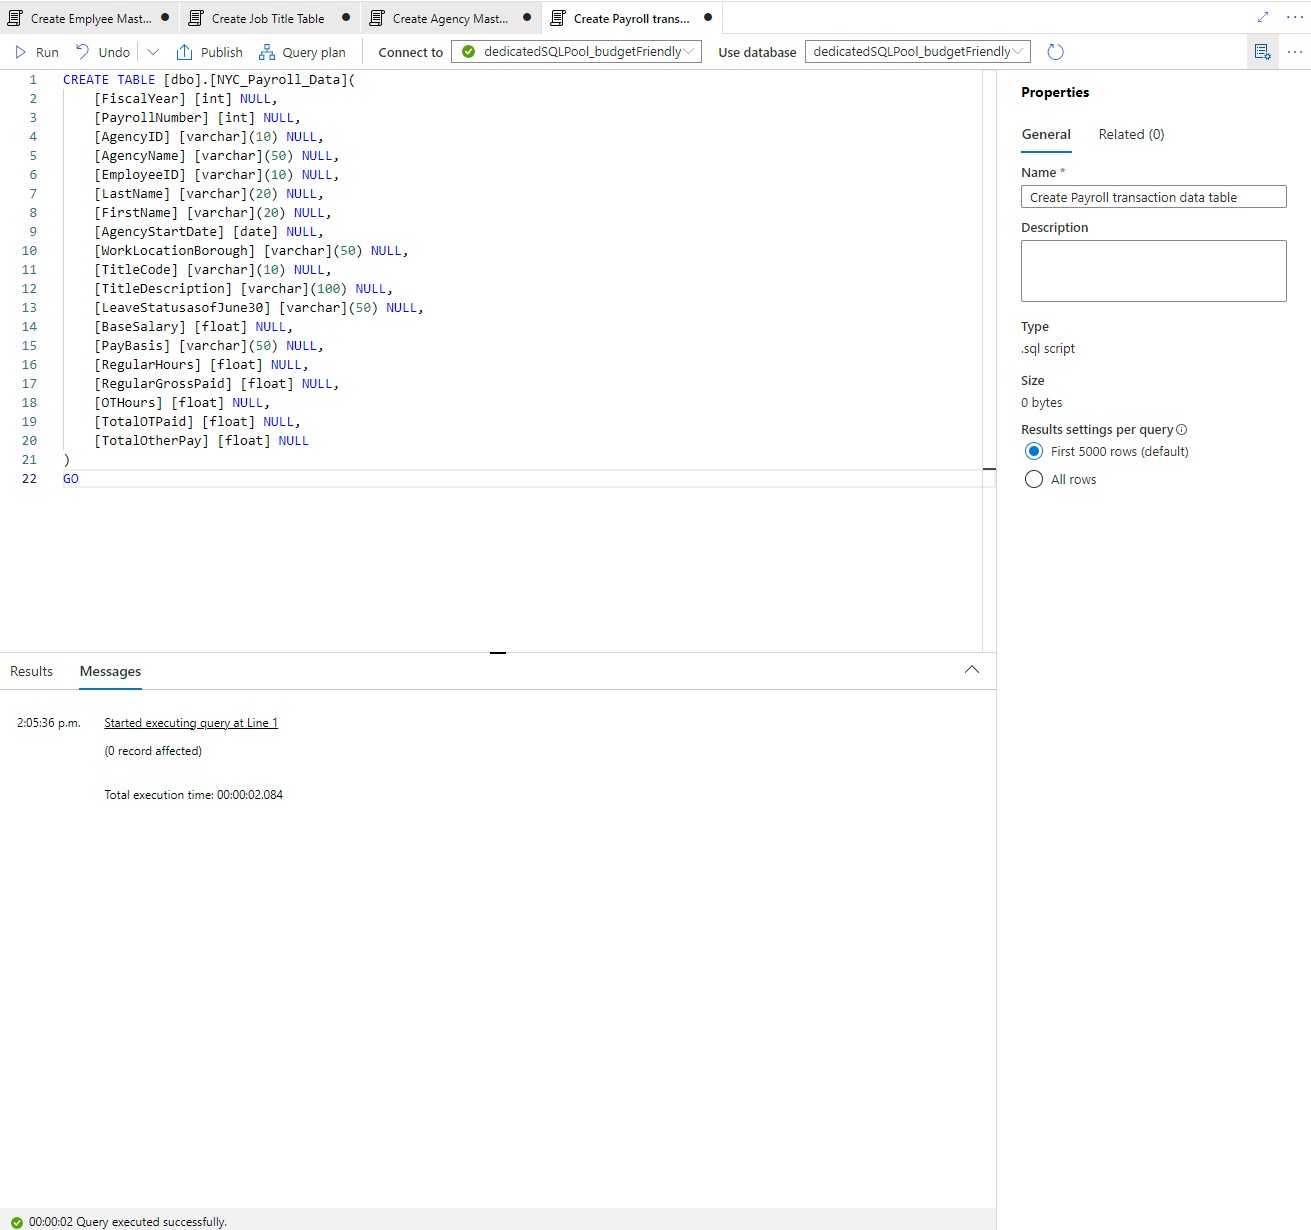 Create Emplyee Mast...
Create Job Title Table
Create Agency Mast...
Create Payroll trans...
Run
Undo
Publish
Query plan
Connect to
dedicatedSQLPool_budgetFriendly
Use database
dedicatedSQLPool_budgetFriendly
1 CREATE TABLE [dbo].[NYC_Payroll_Data](
2 [FiscalYear] [int] NULL,
3 [PayrollNumber] [int] NULL,
4 [AgencyID] [varchar](10) NULL,
5 [AgencyName] [varchar](50) NULL,
6 [EmployeeID] [varchar](10) NULL,
7 [LastName] [varchar](20) NULL,
8 [FirstName] [varchar](20) NULL,
9 [AgencyStartDate] [date] NULL,
10 [WorkLocationBorough] [varchar](50) NULL,
11 [TitleCode] [varchar](10) NULL,
12 [TitleDescription] [varchar](100) NULL,
13 [LeaveStatusasofJune30] [varchar](50) NULL,
14 [BaseSalary] [float] NULL,
15 [PayBasis] [varchar](50) NULL,
16 [RegularHours] [float] NULL,
17 [RegularGrossPaid] [float] NULL,
18 [OTHours] [float] NULL,
19 [TotalOTPaid] [float] NULL,
20 [TotalOtherPay] [float] NULL
21 )
22 GO
Properties
General
Related (0)
Name *
Create Payroll transaction data table
Description
Type
.sql script
Size
0 bytes
Results settings per query
First 5000 rows (default)
All rows
Results
Messages
2:05:36 p.m.
Started executing query at Line 1
(0 record affected)
Total execution time: 00:00:02.084
00:00:02 Query executed successfully.